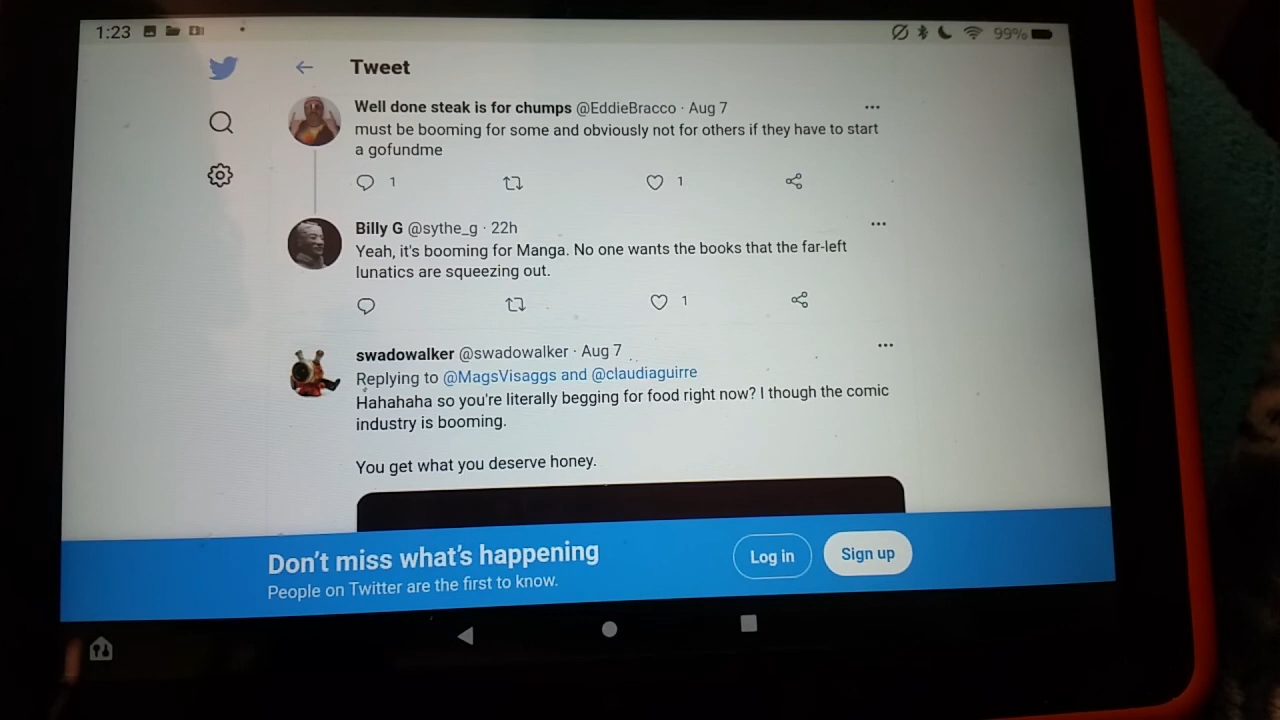 1:23 99%
Tweet
Well done steak is for chumps @EddieBracco · Aug 7
must be booming for some and obviously not for others if they have to start
a gofundme
1 1
Billy G @sythe_g · 22h
Yeah, it's booming for Manga. No one wants the books that the far-left
lunatics are squeezing out.
1
swadowalker @swadowalker · Aug 7
Replying to @MagsVisaggs and @claudiaguirre
Hahahaha so you're literally begging for food right now? I though the comic
industry is booming.
You get what you deserve honey.
Don't miss what's happening
People on Twitter are the first to know.
Log in
Sign up